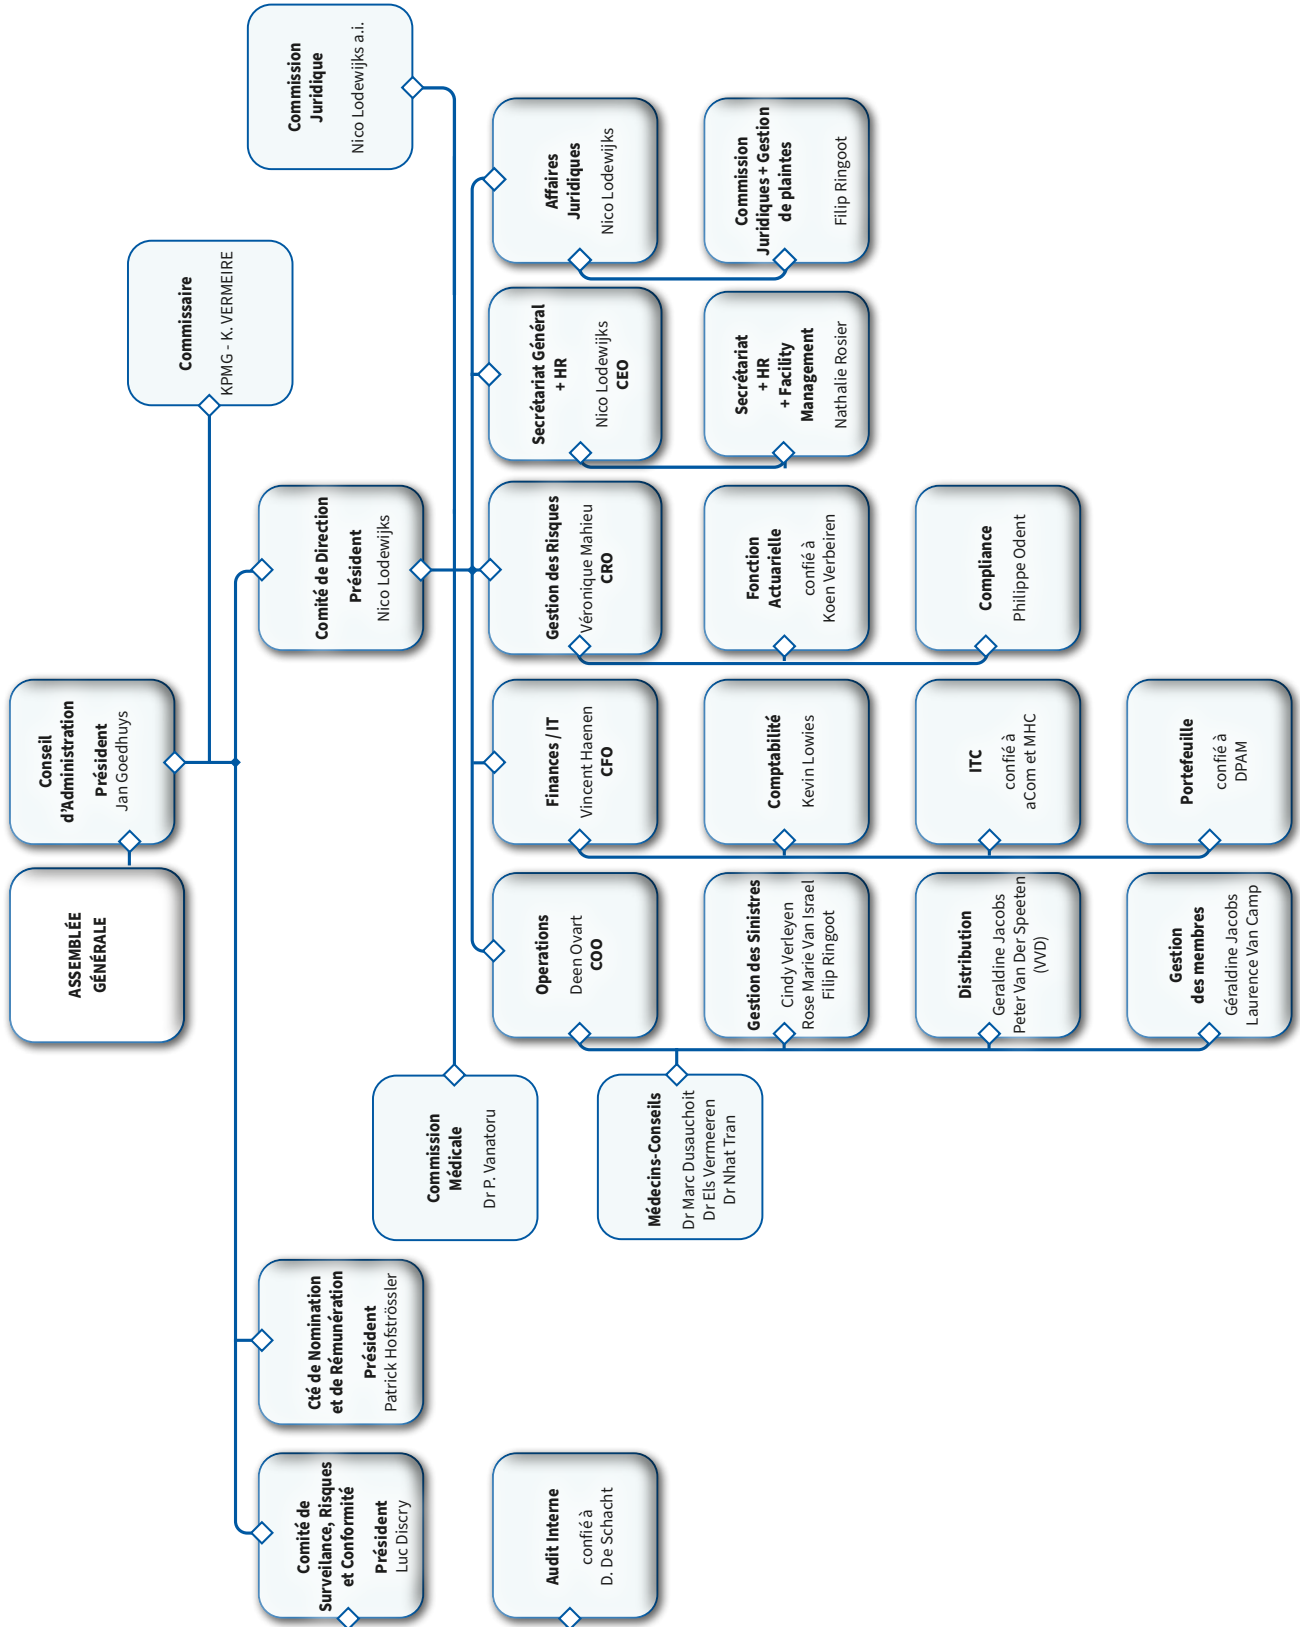 ASSEMBLÉE
GÉNÉRALE
Conseil
d'Administration
Président
Jan Goedhuys
Commissaire
KPMG - K. VERMEIRE
Comité de
Surveilance, Risques
et Conformité
Président
Luc Discry
Cté de Nomination
et de Rémunération
Président
Patrick Hofströssler
Comité de Direction
Président
Nico Lodewijks
Commission
Juridique
Nico Lodewijks a.i.
Commission
Médicale
Dr P. Vanatoru
Audit Interne
confié à
D. De Schacht
Operations
Deen Ovart
COO
Finances / IT
Vincent Haenen
CFO
Gestion des Risques
Véronique Mahieu
CRO
Secrétariat Général
+ HR
Nico Lodewijks
CEO
Affaires
Juridiques
Nico Lodewijks
Médecins-Conseils
Dr Marc Dusauchoit
Dr Els Vermeeren
Dr Nhat Tran
Gestion des Sinistres
Cindy Verleyen
Rose Marie Van Israel
Filip Ringoot
Comptabilité
Kevin Lowies
Fonction
Actuarielle
confié à
Koen Verbeiren
Secrétariat
+ HR
+ Facility
Management
Nathalie Rosier
Commission
Juridiques + Gestion
de plaintes
Filip Ringoot
Distribution
Geraldine Jacobs
Peter Van Der Speeten
(VVD)
ITC
confié à
aCom et MHC
Compliance
Philippe Odent
Gestion
des membres
Géraldine Jacobs
Laurence Van Camp
Portefeuille
confié à
DPAM